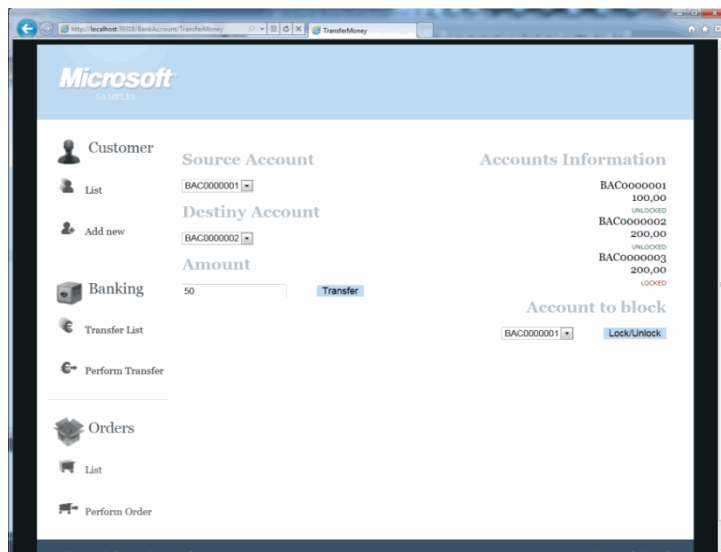 http://localhost:39318/BankAccount/TransferMoney
TransferMoney
Microsoft
SAMPLES
Customer
List
Add new
Banking
Transfer List
Perform Transfer
Orders
List
Perform Order
Source Account
BAC0000001
Destiny Account
BAC0000002
Amount
50 Transfer
Accounts Information
BAC0000001
100,00
UNLOCKED
BAC0000002
200,00
UNLOCKED
BAC0000003
200,00
LOCKED
Account to block
BAC0000001 Lock/Unlock